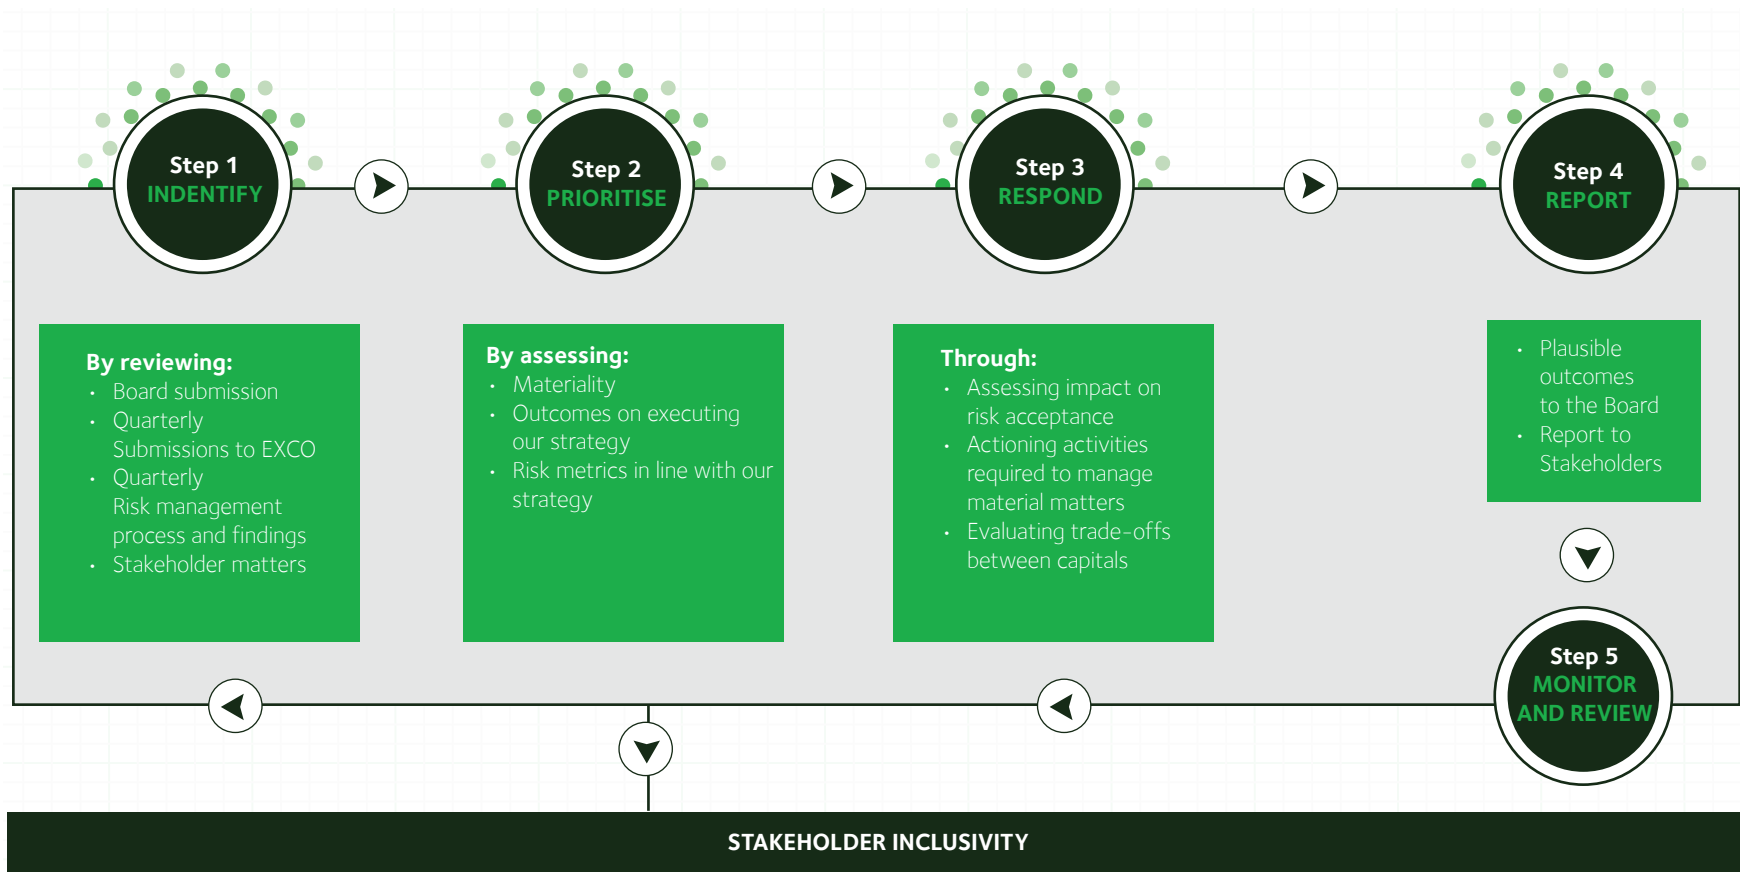 Step 1
INDENTIFY
Step 2
PRIORITISE
Step 3
RESPOND
Step 4
REPORT
By reviewing:
• Board submission
• Quarterly
Submissions to EXCO
• Quarterly
Risk management
process and findings
• Stakeholder matters
By assessing:
• Materiality
• Outcomes on executing
our strategy
• Risk metrics in line with our
strategy
Through:
• Assessing impact on
risk acceptance
• Actioning activities
required to manage
material matters
• Evaluating trade-offs
between capitals
• Plausible
outcomes
to the Board
• Report to
Stakeholders
Step 5
MONITOR
AND REVIEW
STAKEHOLDER INCLUSIVITY